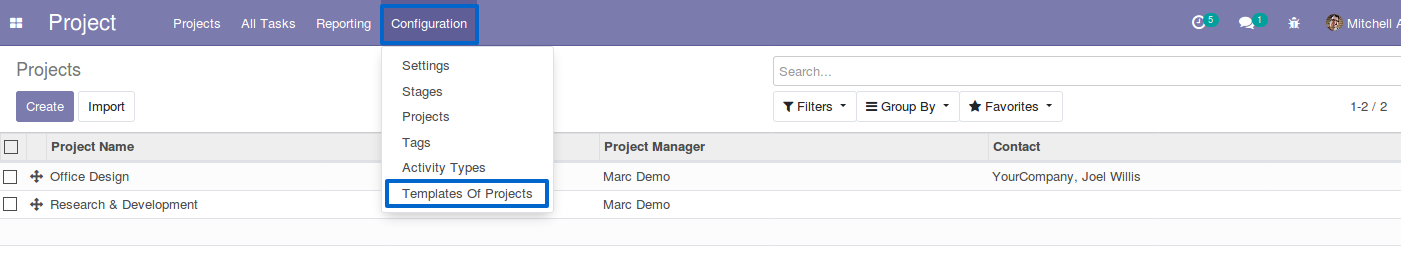 Project Projects All Tasks Reporting Configuration 5 1 Mitchell A
Projects
Search...
Create Import
Filters Group By Favorites 1-2 / 2
Settings
Stages
Projects
Tags
Activity Types
Templates Of Projects
Project Name Project Manager Contact
Office Design Marc Demo YourCompany, Joel Willis
Research & Development Marc Demo